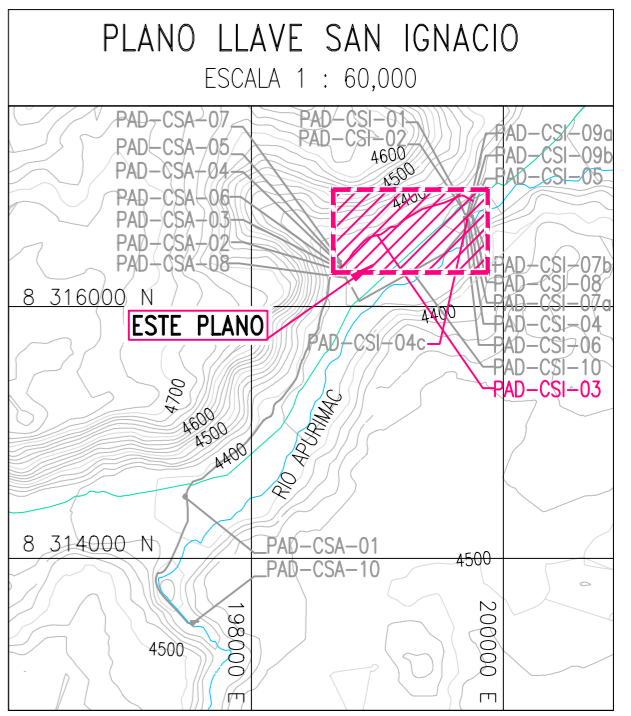 PLANO LLAVE SAN IGNACIO
ESCALA 1 : 60,000
PAD-CSA-07
PAD-CSA-05
PAD-CSA-04
PAD-CSA-06
PAD-CSA-03
PAD-CSA-02
PAD-CSA-08
PAD-CSI-01
PAD-CSI-02
4600
4500
4400
PAD-CSI-09a
PAD-CSI-09b
PAD-CSI-05
PAD-CSI-07b
PAD-CSI-08
PAD-CSI-07a
PAD-CSI-04
PAD-CSI-06
PAD-CSI-10
PAD-CSI-03
8 316000 N
ESTE PLANO
4400
PAD-CSI-04c
4700
4600
4500
4400
RIO APURIMAC
8 314000 N
PAD-CSA-01
PAD-CSA-10
4500
4500
198000 E
200000 E